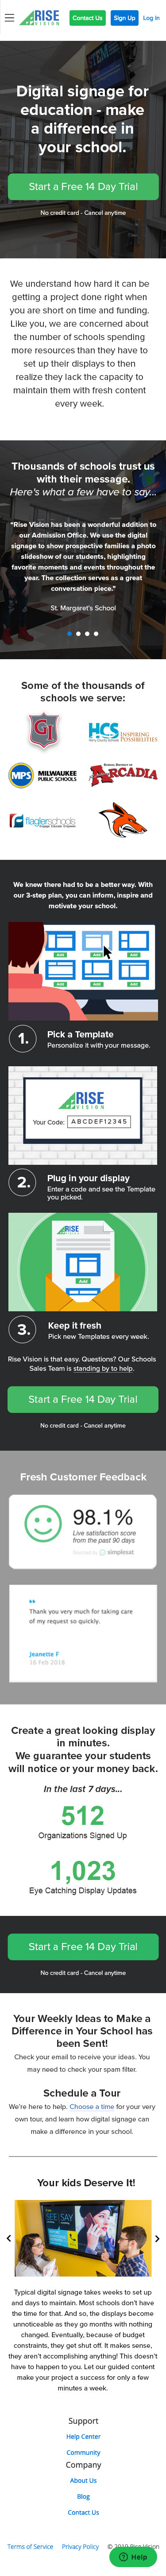 RISE VISION
Contact Us
Sign Up
Log In
Digital signage for
education - make
a difference in
your school.
Start a Free 14 Day Trial
No credit card - Cancel anytime
We understand how hard it can be
getting a project done right when
you are short on time and funding.
Like you, we are concerned about
the number of schools spending
more resources than they have to
set up their displays to then
realize they lack the capacity to
maintain them with fresh content
every week.
Thousands of schools trust us
with their message.
Here's what a few have to say...
"Rise Vision has been a wonderful addition
to our Admission Office. We use the digital
signage to show perspective families a photo
slideshow of our students, highlighting
favorite moments and events throughout the
year. The collection serves as a great
conversation piece."
St. Margaret's School
Some of the thousands of
schools we serve:
GI
HCS
INSPIRING
POSSIBILITIES
MPS
MILWAUKEE
PUBLIC SCHOOLS
ARCADIA
flaglerschools
We knew there had to be a better way. With
our 3-step plan, you can inform, inspire and
motivate your school.
Add
Add
Add
Add
Add
Add
1.
Pick a Template
Personalize it with your message.
RISE VISION
Your Code: ABCDEF12345
2.
Plug in your display
Enter a code and see the Template
you picked.
RISE VISION
Add
Add
Add
3.
Keep it fresh
Pick new Templates every week.
Rise Vision is that easy. Questions? Our Schools
Sales Team is standing by to help.
Start a Free 14 Day Trial
No credit card - Cancel anytime
Fresh Customer Feedback
98.1%
Live satisfaction score
from the past 90 days
simplesat
Thank you very much for taking care
of my request so quickly.
Jeanette F
16 Feb 2018
Create a great looking display
in minutes.
We guarantee your students
will notice or your money back.
In the last 7 days...
512
Organizations Signed Up
1,023
Eye Catching Display Updates
Start a Free 14 Day Trial
No credit card - Cancel anytime
Your Weekly Ideas to Make a
Difference in Your School has
been Sent!
Check your email to receive your ideas. You
may need to check your spam filter.
Schedule a Tour
We're here to help. Choose a time for your very
own tour, and learn how digital signage can
make a difference in your school.
Your kids Deserve It!
Typical digital signage takes weeks to set up
and days to maintain. Most schools don't have
the time for that. And so, the displays become
unnoticeable as they go months with nothing
changed. Eventually, because of budget
constraints, they get shut off. It makes sense,
they aren't accomplishing anything! This doesn't
have to happen to you. Let our guided content
make your project a success for only a few
minutes a week.
Support
Help Center
Community
Company
About Us
Blog
Contact Us
Terms of Service
Privacy Policy
© 2019 Rise Vision
Help